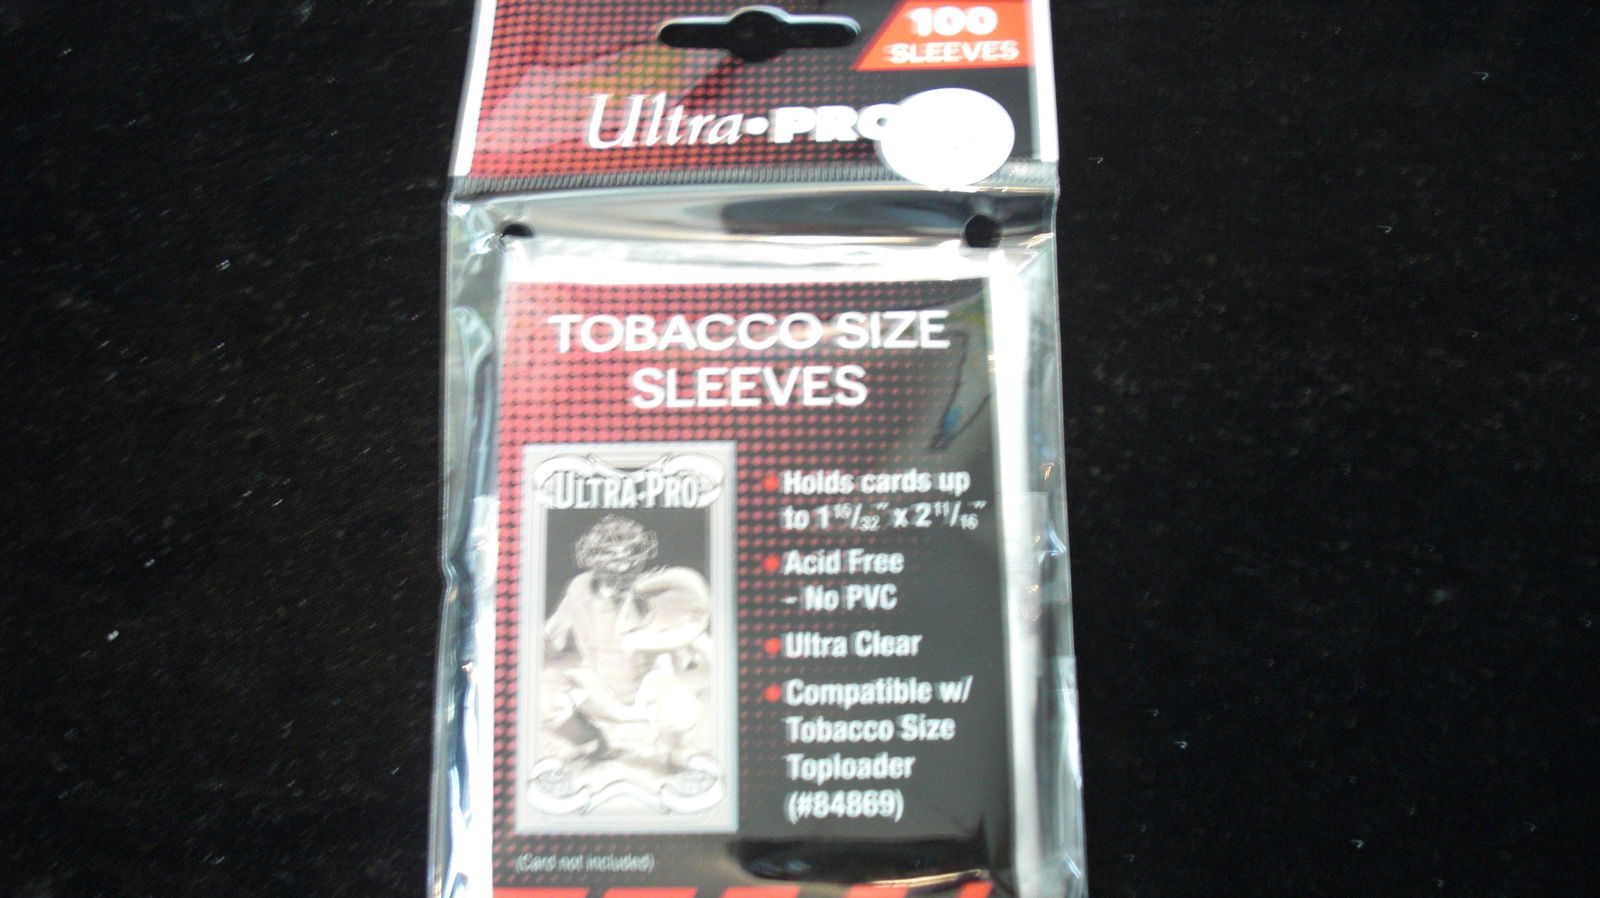 100
SLEEVES
Ultra•PRO
TOBACCO SIZE
SLEEVES
ULTRA•PRO
• Holds cards up
to 1 15/32" x 2 11/16"
• Acid Free
- No PVC
• Ultra Clear
• Compatible w/
Tobacco Size
Toploader
(#84869)
(Card not included)